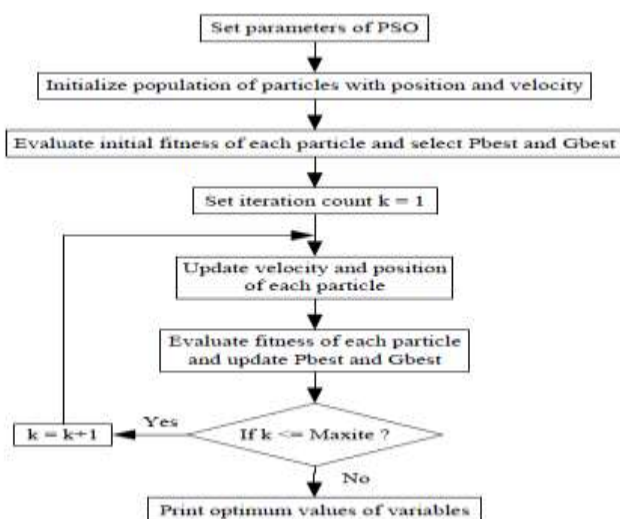 Set parameters of PSO
Initialize population of particles with position and velocity
Evaluate initial fitness of each particle and select Pbest and Gbest
Set iteration count k = 1
Update velocity and position
of each particle
Evaluate fitness of each particle
and update Pbest and Gbest
If k <= Maxite ?
Yes
k = k+1
No
Print optimum values of variables